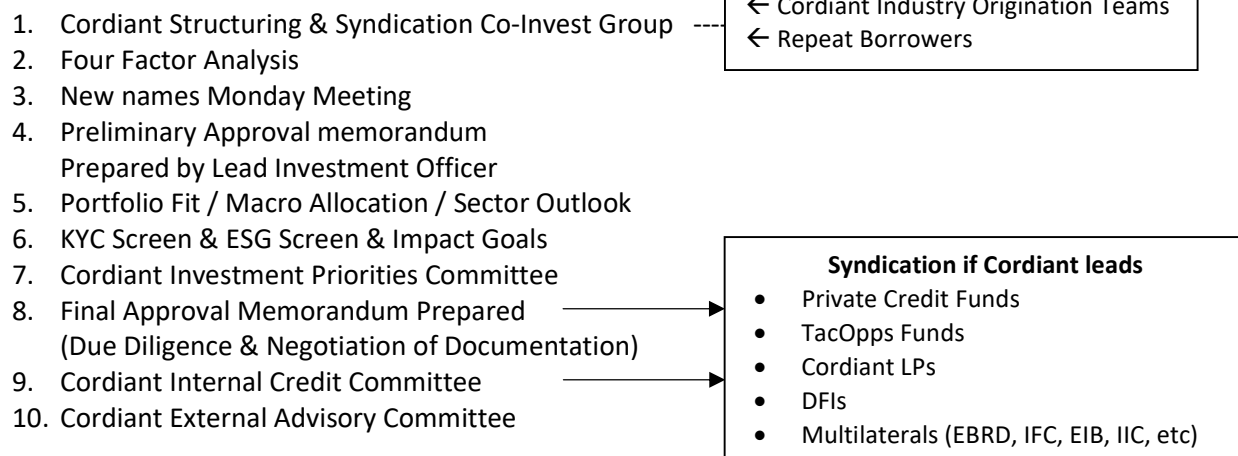 ← Cordiant Industry Origination Teams
← Repeat Borrowers
1. Cordiant Structuring & Syndication Co-Invest Group ----
2. Four Factor Analysis
3. New names Monday Meeting
4. Preliminary Approval memorandum
Prepared by Lead Investment Officer
5. Portfolio Fit / Macro Allocation / Sector Outlook
6. KYC Screen & ESG Screen & Impact Goals
7. Cordiant Investment Priorities Committee
8. Final Approval Memorandum Prepared
(Due Diligence & Negotiation of Documentation)
9. Cordiant Internal Credit Committee
10. Cordiant External Advisory Committee
Syndication if Cordiant leads
• Private Credit Funds
• TacOpps Funds
• Cordiant LPs
• DFIs
• Multilaterals (EBRD, IFC, EIB, IIC, etc)